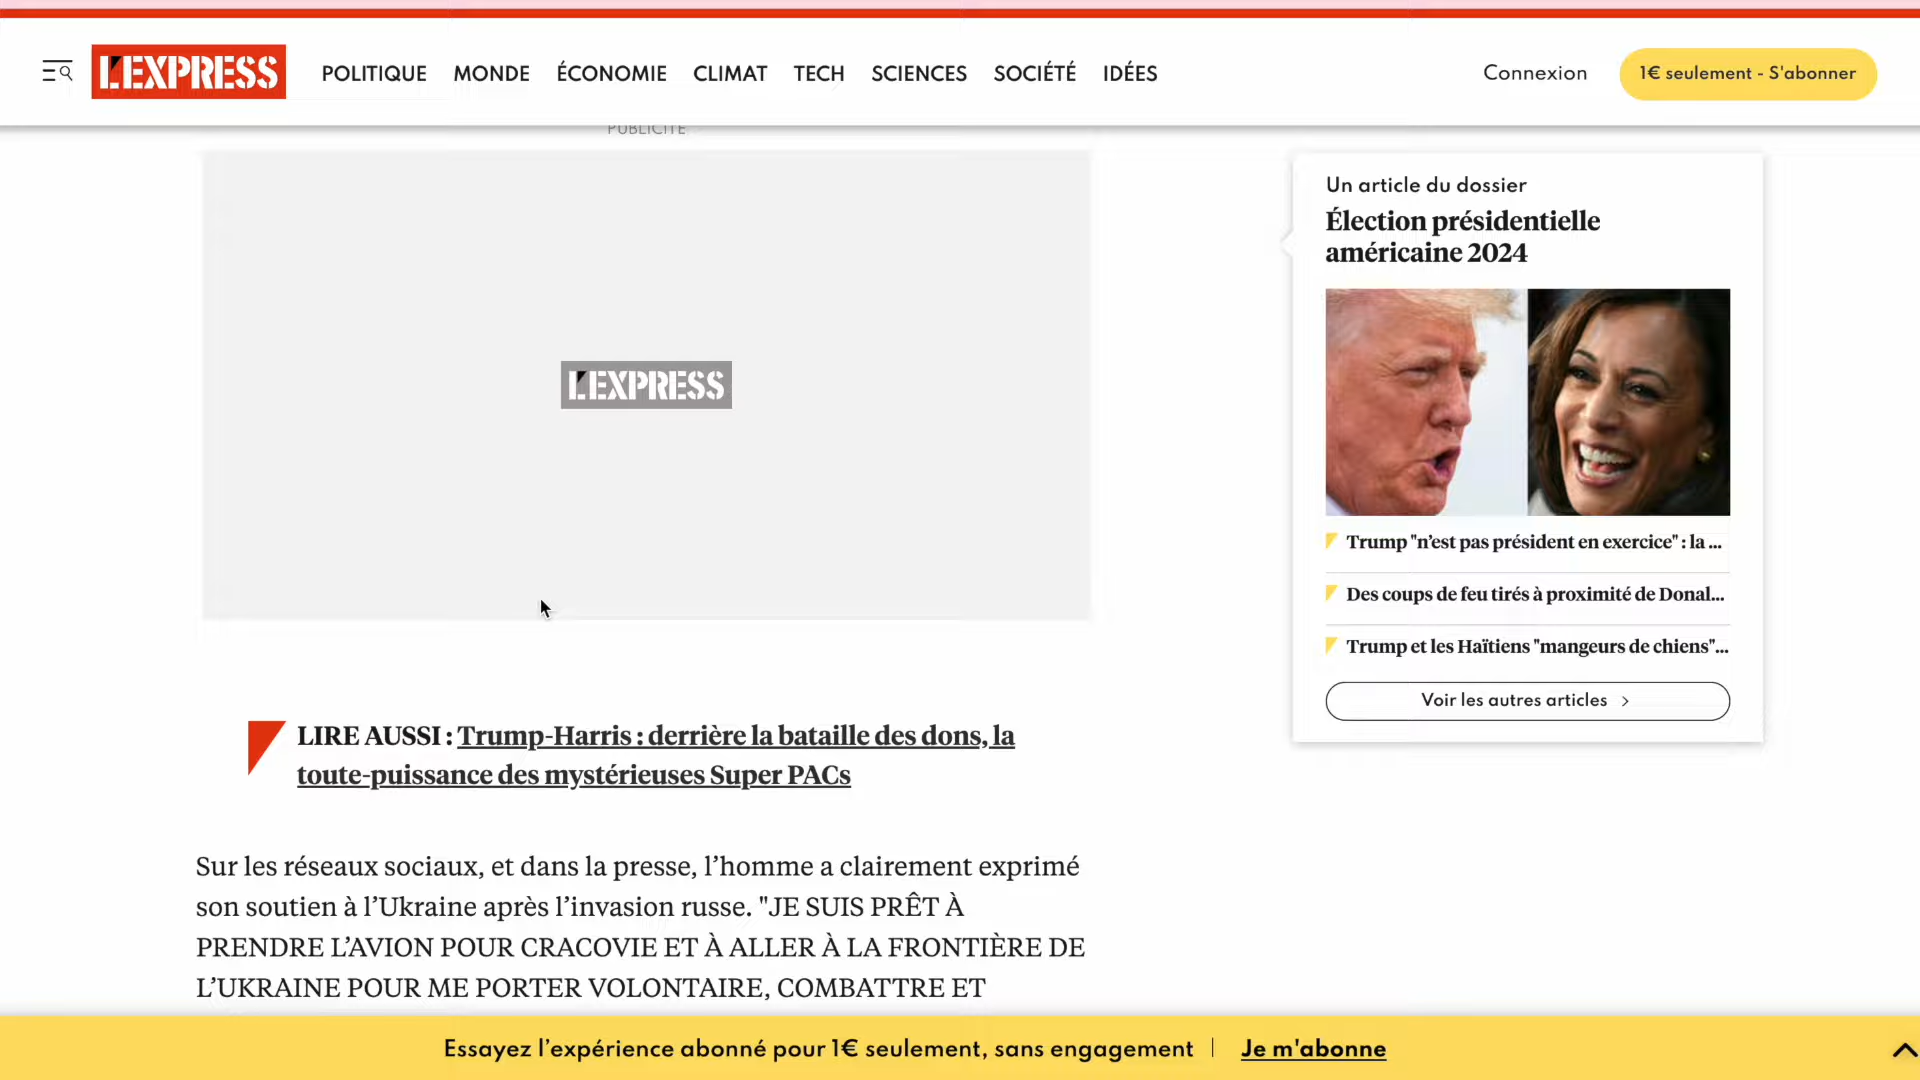 L'EXPRESS
POLITIQUE MONDE ÉCONOMIE CLIMAT TECH SCIENCES SOCIÉTÉ IDÉES
Connexion
1€ seulement - S'abonner
PUBLICITÉ
L'EXPRESS
Un article du dossier
Élection présidentielle
américaine 2024
Trump "n’est pas président en exercice" : la ...
Des coups de feu tirés à proximité de Donal...
Trump et les Haïtiens "mangeurs de chiens"...
Voir les autres articles
LIRE AUSSI : Trump-Harris : derrière la bataille des dons, la
toute-puissance des mystérieuses Super PACs
Sur les réseaux sociaux, et dans la presse, l’homme a clairement exprimé
son soutien à l’Ukraine après l’invasion russe. "JE SUIS PRÊT À
PRENDRE L’AVION POUR CRACOVIE ET À ALLER À LA FRONTIÈRE DE
L’UKRAINE POUR ME PORTER VOLONTAIRE, COMBATTRE ET
Essayez l’expérience abonné pour 1€ seulement, sans engagement | Je m'abonne